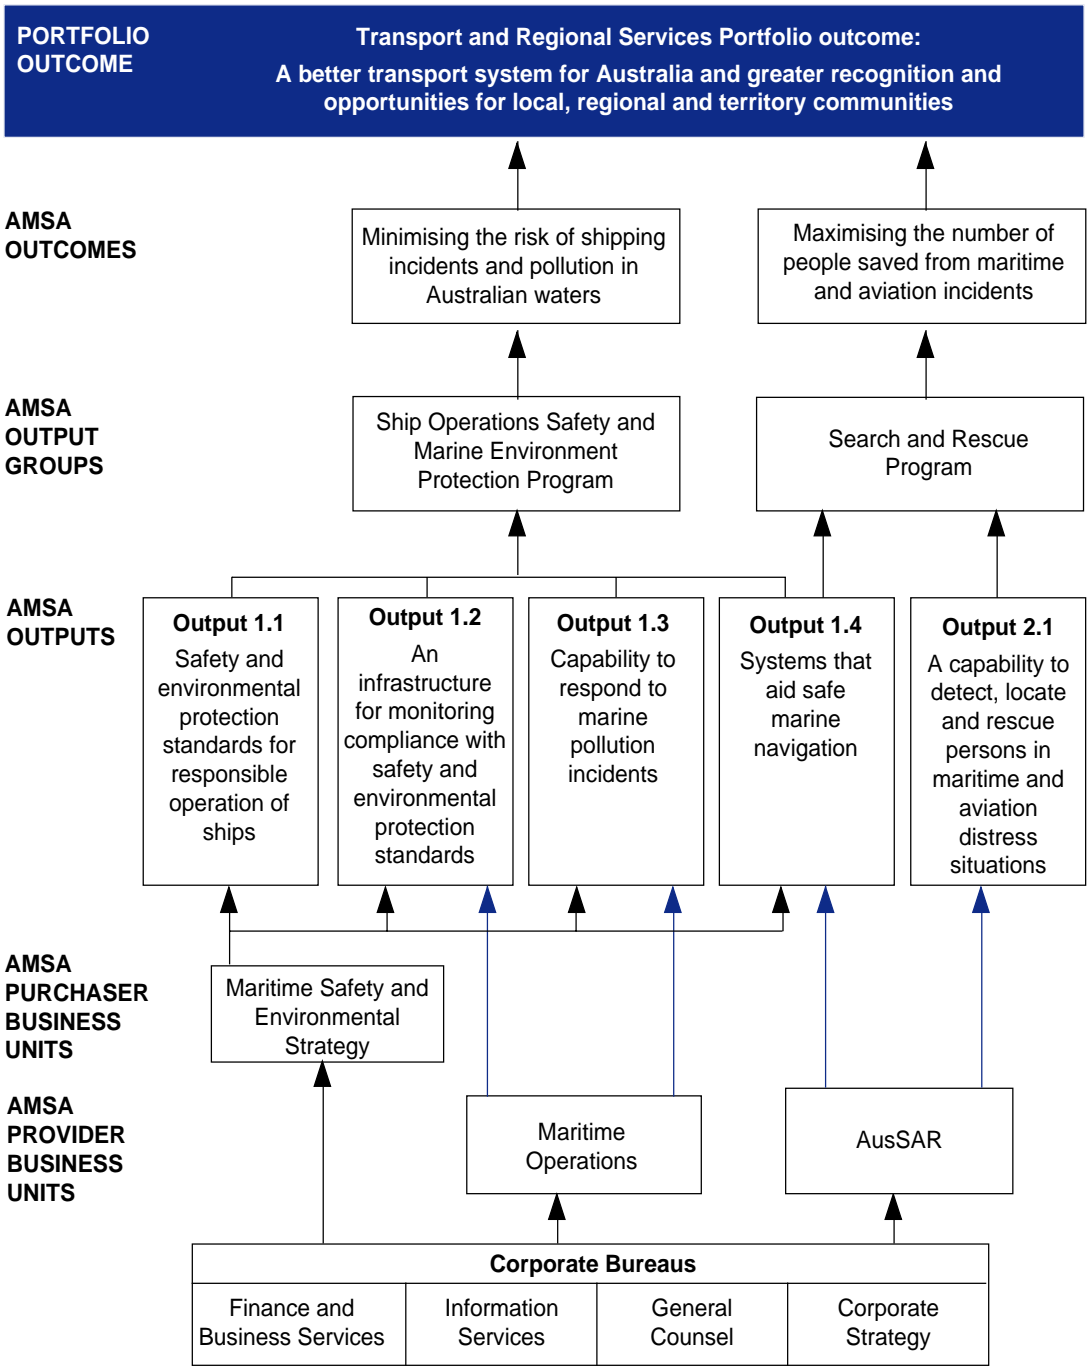 PORTFOLIO
OUTCOME
Transport and Regional Services Portfolio outcome:
A better transport system for Australia and greater recognition and
opportunities for local, regional and territory communities
AMSA
OUTCOMES
Minimising the risk of shipping
incidents and pollution in
Australian waters
Maximising the number of
people saved from maritime
and aviation incidents
AMSA
OUTPUT
GROUPS
Ship Operations Safety and
Marine Environment
Protection Program
Search and Rescue
Program
AMSA
OUTPUTS
Output 1.1
Safety and
environmental
protection
standards for
responsible
operation of
ships
Output 1.2
An
infrastructure
for monitoring
compliance with
safety and
environmental
protection
standards
Output 1.3
Capability to
respond to
marine
pollution
incidents
Output 1.4
Systems that
aid safe
marine
navigation
Output 2.1
A capability to
detect, locate
and rescue
persons in
maritime and
aviation
distress
situations
AMSA
PURCHASER
BUSINESS
UNITS
Maritime Safety and
Environmental
Strategy
AMSA
PROVIDER
BUSINESS
UNITS
Maritime
Operations
AusSAR
Corporate Bureaus
Finance and
Business Services
Information
Services
General
Counsel
Corporate
Strategy